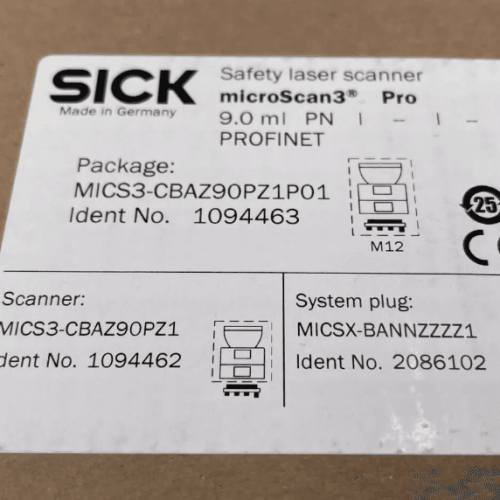 SICK
Made in Germany
Safety laser scanner
microScan3® Pro
9.0 ml PN I – I –
PROFINET
Package:
MICS3-CBAZ90PZ1P01
Ident No. 1094463
M12
25
Scanner:
MICS3-CBAZ90PZ1
Ident No. 1094462
System plug:
MICSX-BANNZZZZ1
Ident No. 2086102